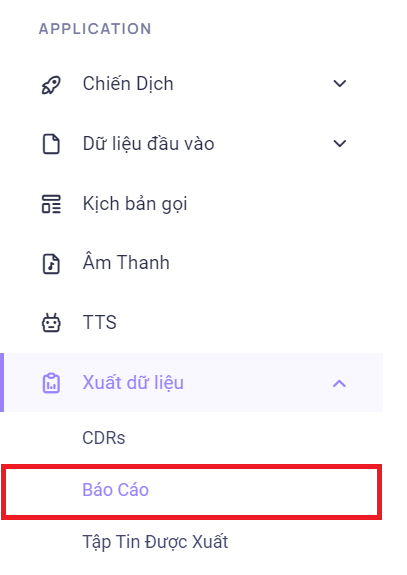 APPLICATION
Chiến Dịch
Dữ liệu đầu vào
Kịch bản gọi
Âm Thanh
TTS
Xuất dữ liệu
CDRs
Báo Cáo
Tập Tin Được Xuất